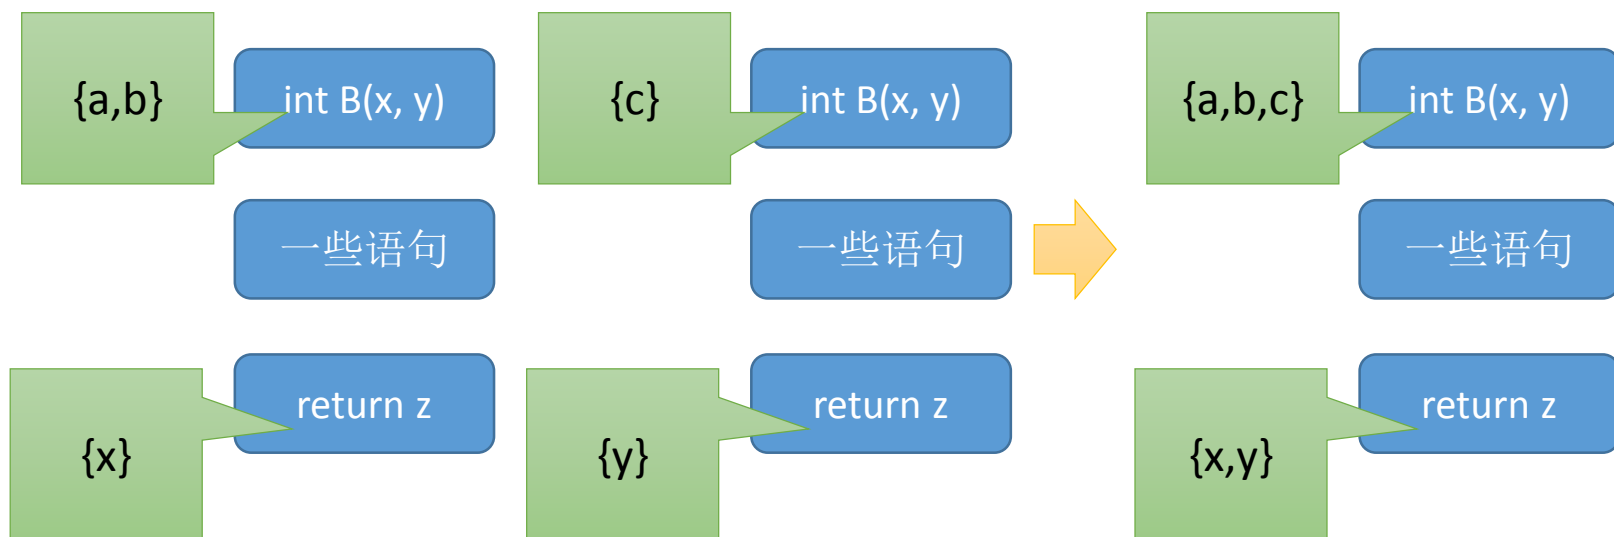 {a,b}
int B(x, y)
{c}
int B(x, y)
{a,b,c}
int B(x, y)
一些语句
一些语句
一些语句
{x}
return z
{y}
return z
{x,y}
return z